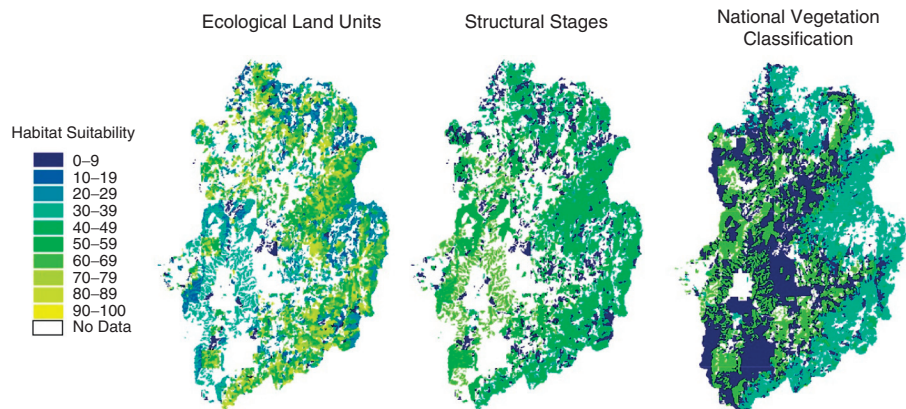 Ecological Land Units
Structural Stages
National Vegetation
Classification
Habitat Suitability
0–9
10–19
20–29
30–39
40–49
50–59
60–69
70–79
80–89
90–100
No Data